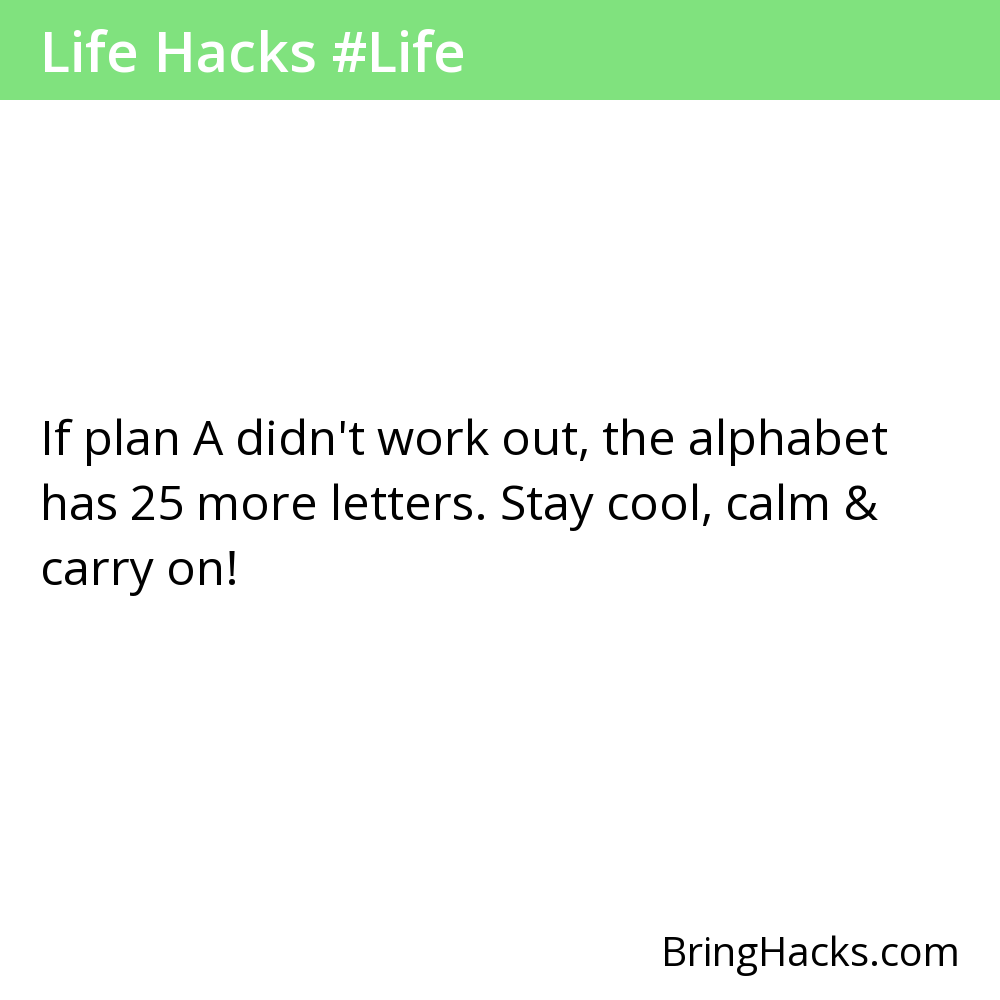 Life Hacks #Life
If plan A didn't work out, the alphabet
has 25 more letters. Stay cool, calm &
carry on!
BringHacks.com